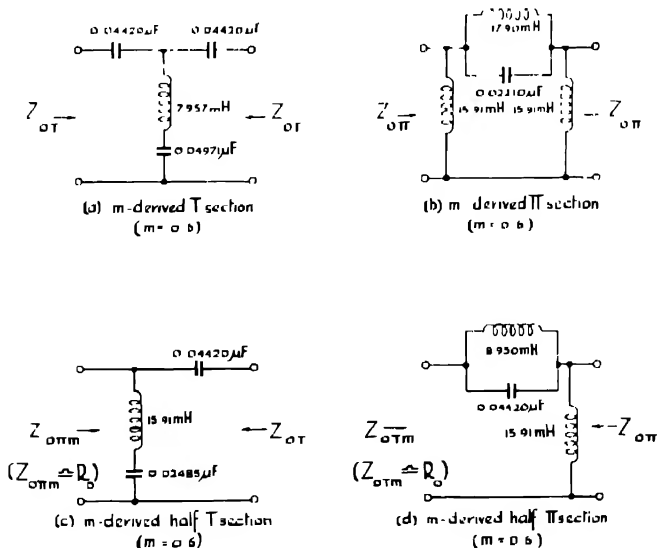 0.04420μF 0.04420μF
7.957mH
0.0497μF
Z₀T → ← Z₀T
(a) m-derived T section
(m = 0.6)
17.90mH
0.02210μF
15.91mH 15.91mH
Z₀π → Z₀π
(b) m derived Π section
(m = 0.6)
0.04420μF
15.91mH
0.02485μF
Z₀πm → ← Z₀T
(Z₀πm ≏ R₀)
(c) m-derived half T section
(m = 0.6)
8.950mH
0.04420μF
15.91mH
Z₀Tm ← Z₀π
(Z₀Tm ≏ R₀)
(d) m-derived half Π section
(m = 0.6)